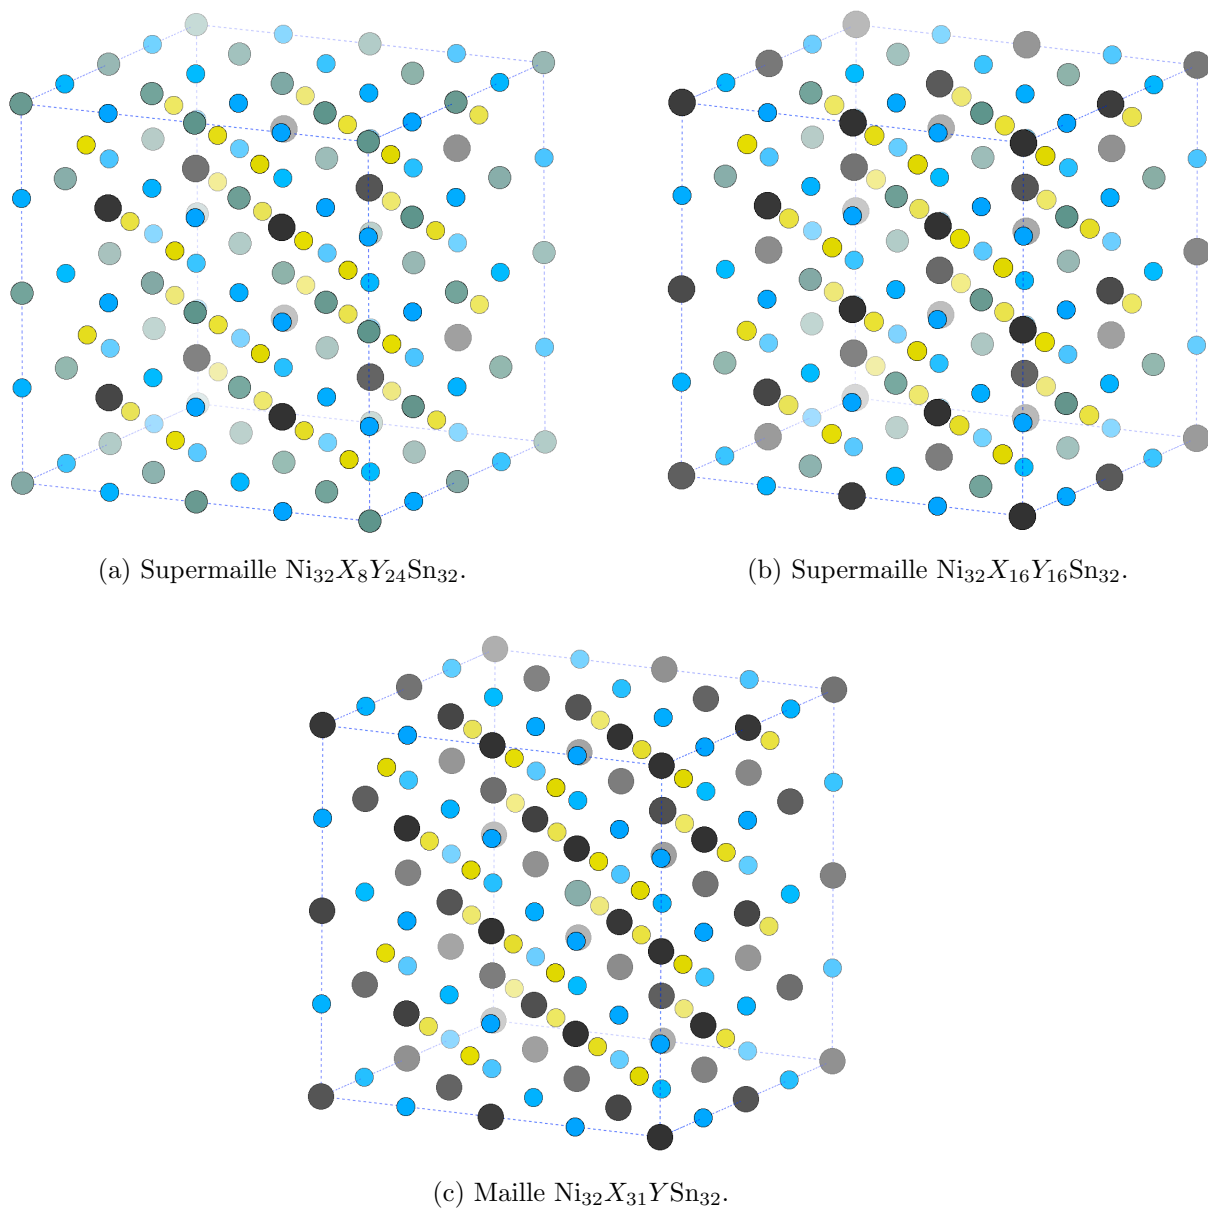 (a) Supermaille Ni₃₂X₈Y₂₄Sn₃₂.
(b) Supermaille Ni₃₂X₁₆Y₁₆Sn₃₂.
(c) Maille Ni₃₂X₃₁YSn₃₂.